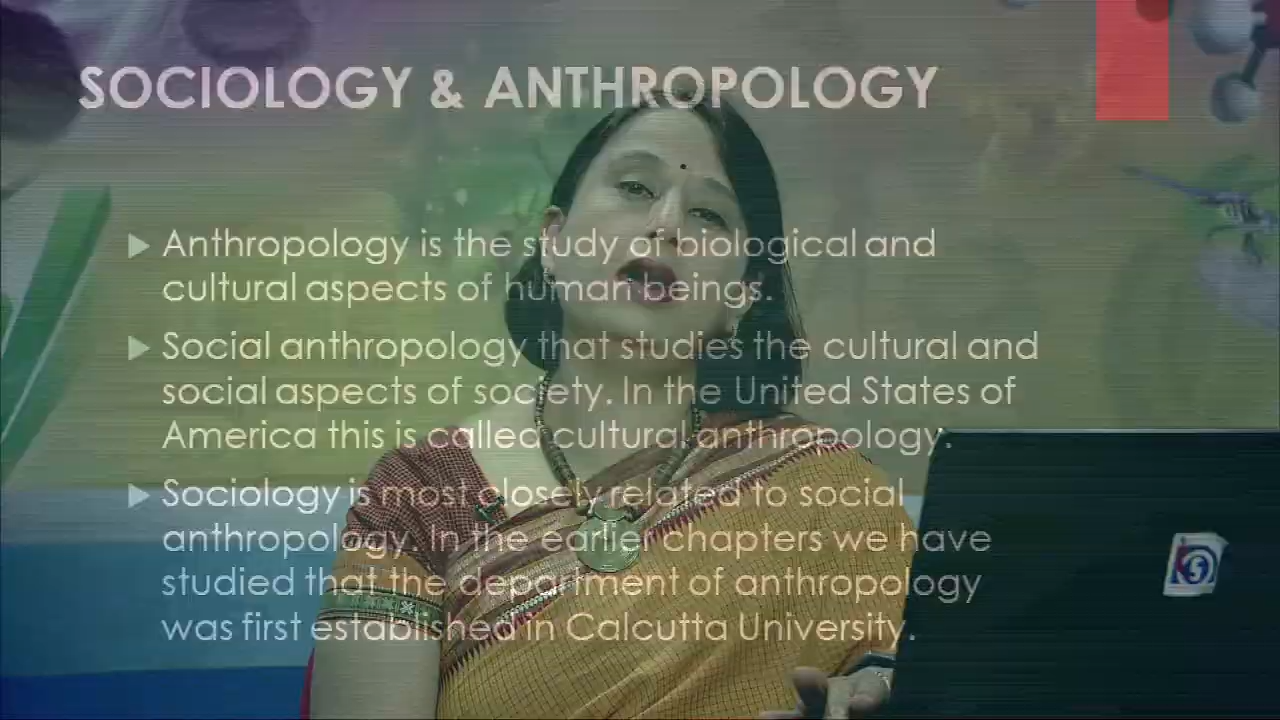 SOCIOLOGY & ANTHROPOLOGY
Anthropology is the study of biological and
cultural aspects of human beings.
Social anthropology that studies the cultural and
social aspects of society. In the United States of
America this is called cultural anthropology.
Sociology is most closely related to social
anthropology. In the earlier chapters we have
studied that the department of anthropology
was first established in Calcutta University.